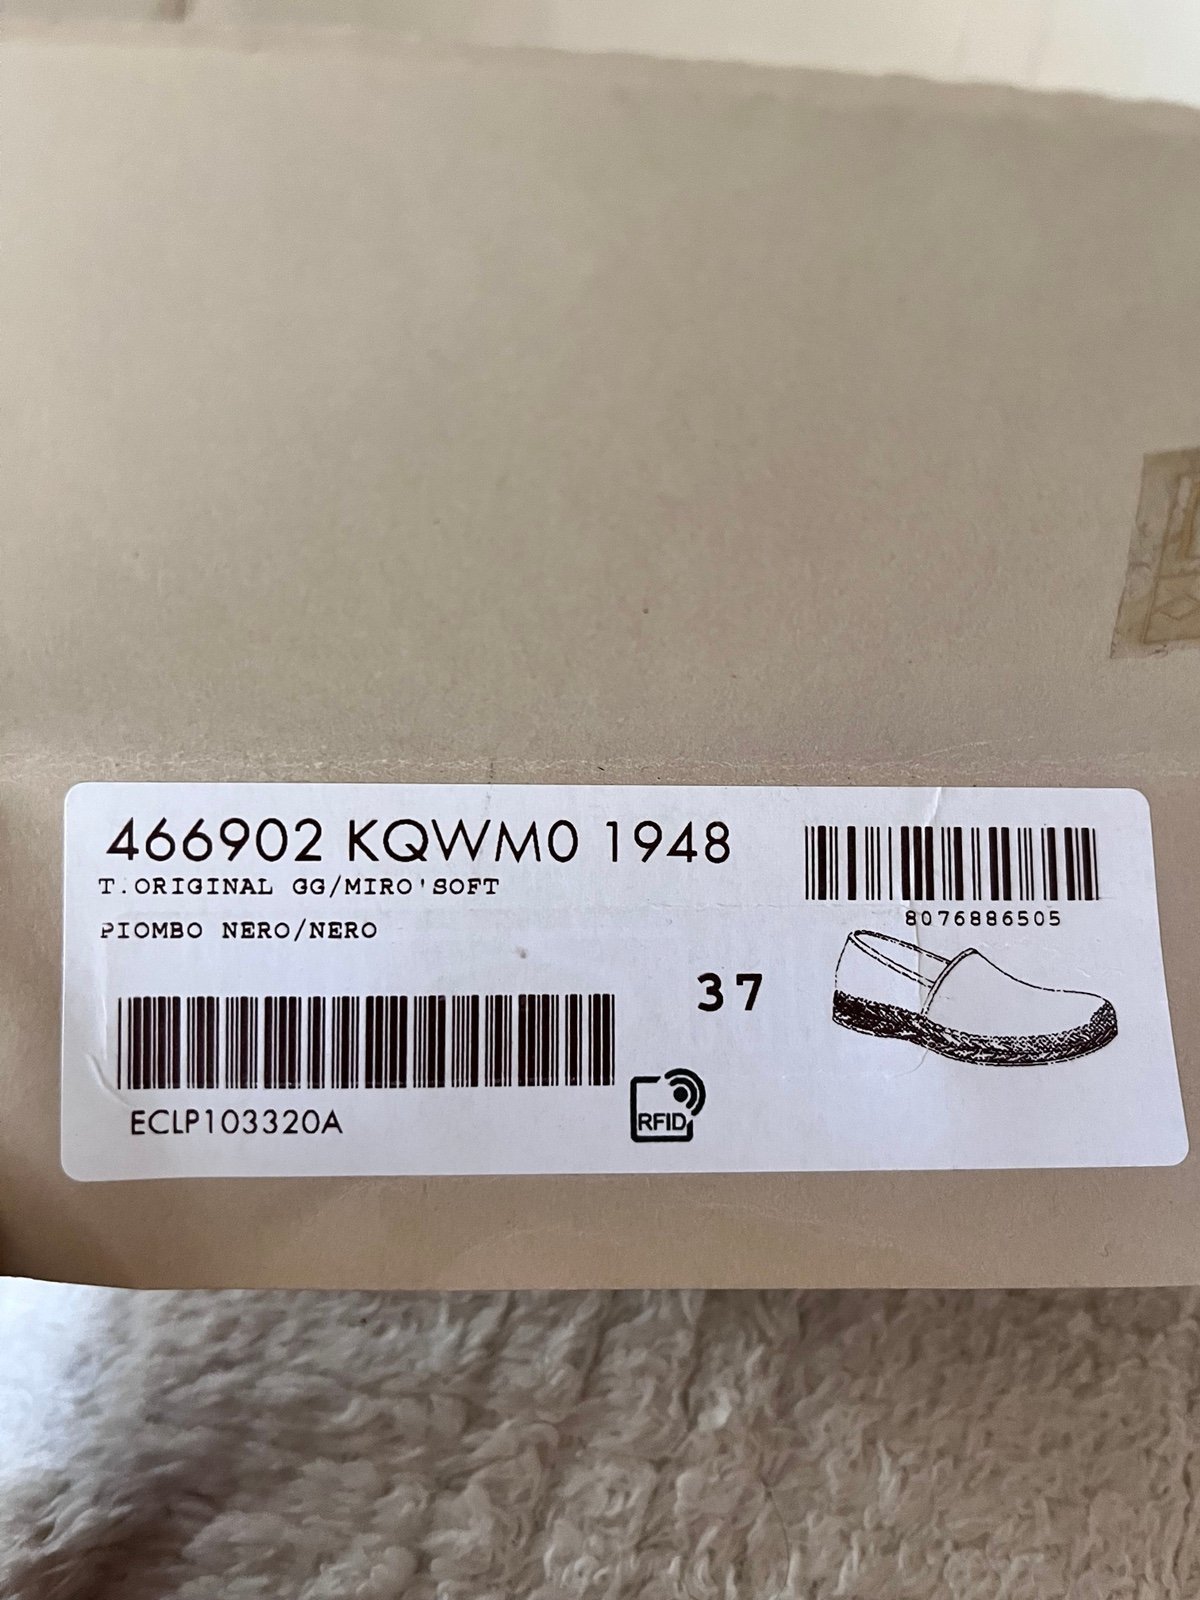 466902 KQWM0 1948
T.ORIGINAL GG/MIRO'SOFT
PIOMBO NERO/NERO
8076886505
37
ECLP103320A
RFID